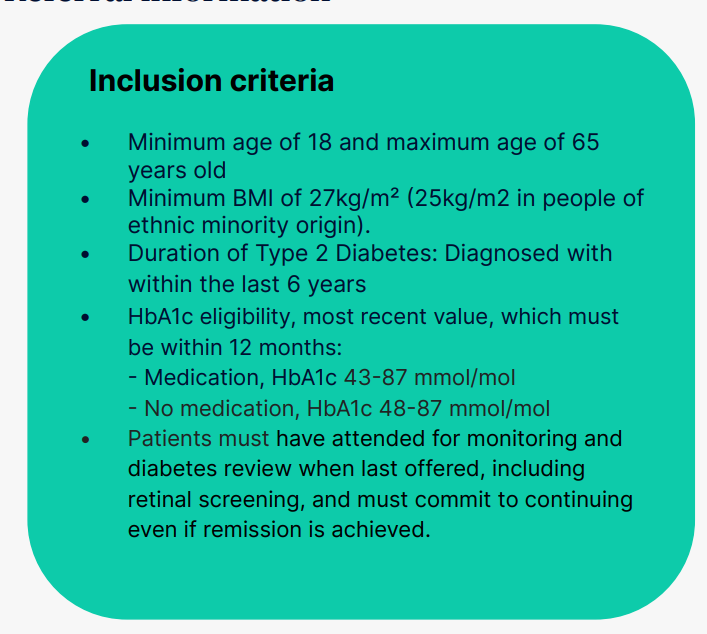 Referral information
Inclusion criteria
• Minimum age of 18 and maximum age of 65
years old
• Minimum BMI of 27kg/m² (25kg/m2 in people of
ethnic minority origin).
• Duration of Type 2 Diabetes: Diagnosed with
within the last 6 years
• HbA1c eligibility, most recent value, which must
be within 12 months:
- Medication, HbA1c 43-87 mmol/mol
- No medication, HbA1c 48-87 mmol/mol
• Patients must have attended for monitoring and
diabetes review when last offered, including
retinal screening, and must commit to continuing
even if remission is achieved.